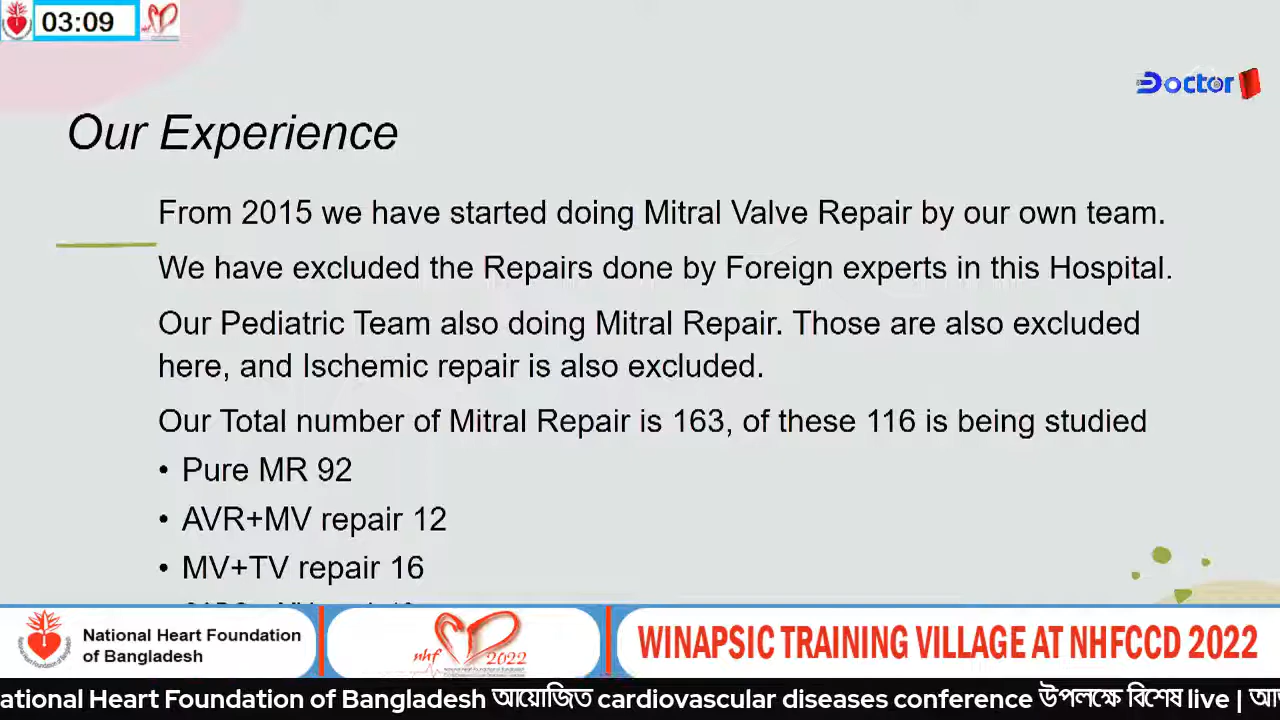 03:09
Doctor
Our Experience
From 2015 we have started doing Mitral Valve Repair by our own team.
We have excluded the Repairs done by Foreign experts in this Hospital.
Our Pediatric Team also doing Mitral Repair. Those are also excluded
here, and Ischemic repair is also excluded.
Our Total number of Mitral Repair is 163, of these 116 is being studied
• Pure MR 92
• AVR+MV repair 12
• MV+TV repair 16
National Heart Foundation
of Bangladesh
nhf 2022
WINAPSIC TRAINING VILLAGE AT NHFCCD 2022
ational Heart Foundation of Bangladesh আয়োজিত cardiovascular diseases conference উপলক্ষে বিশেষ live |